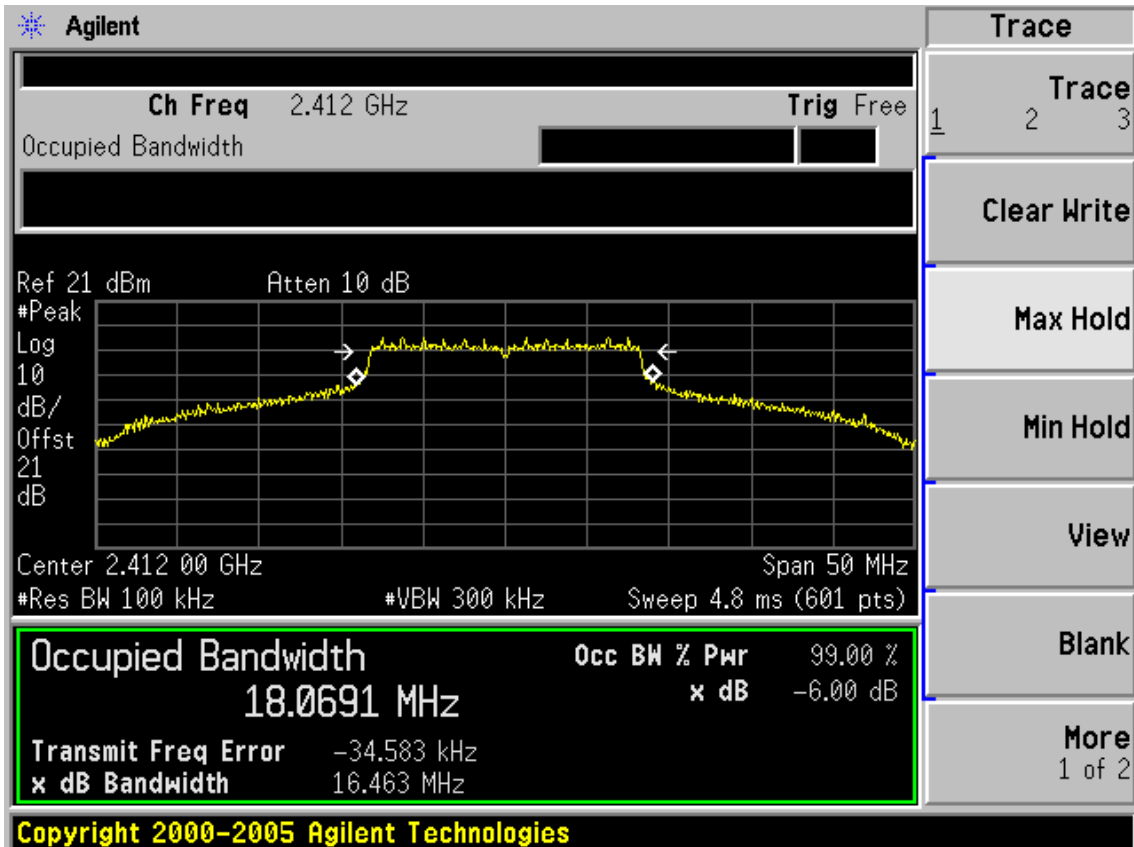 Agilent
Trace
Ch Freq 2.412 GHz Trig Free
Occupied Bandwidth
Trace
1 2 3
Clear Write
Max Hold
Min Hold
View
Blank
More
1 of 2
Ref 21 dBm Atten 10 dB
#Peak
Log
10
dB/
Offst
21
dB
Center 2.412 00 GHz Span 50 MHz
#Res BW 100 kHz #VBW 300 kHz Sweep 4.8 ms (601 pts)
Occupied Bandwidth
18.0691 MHz
Occ BW % Pwr 99.00 %
x dB -6.00 dB
Transmit Freq Error -34.583 kHz
x dB Bandwidth 16.463 MHz
Copyright 2000-2005 Agilent Technologies